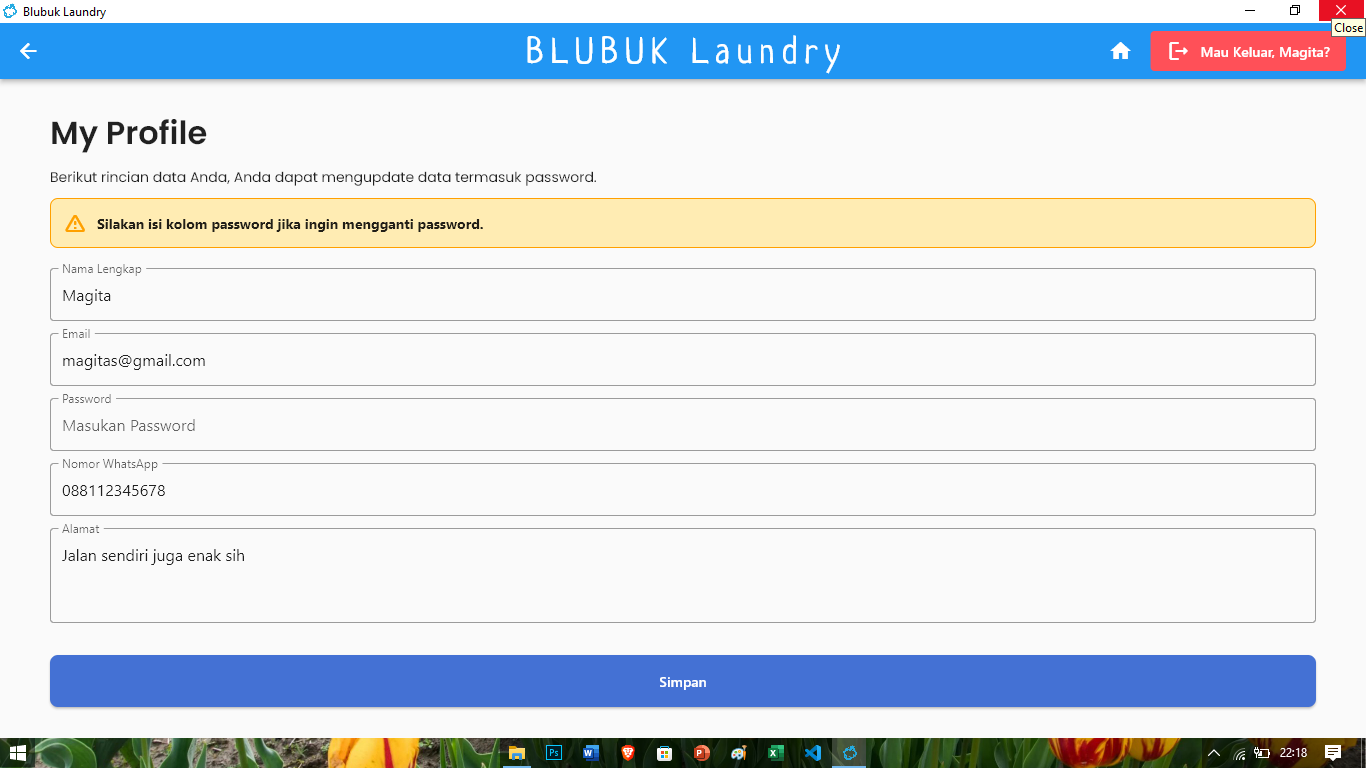 Blubuk Laundry
Close
BLUBUK Laundry
Mau Keluar, Magita?
My Profile
Berikut rincian data Anda, Anda dapat mengupdate data termasuk password.
Silakan isi kolom password jika ingin mengganti password.
Nama Lengkap
Magita
Email
magitas@gmail.com
Password
Masukan Password
Nomor WhatsApp
088112345678
Alamat
Jalan sendiri juga enak sih
Simpan
Ps
W
P
X
22:18